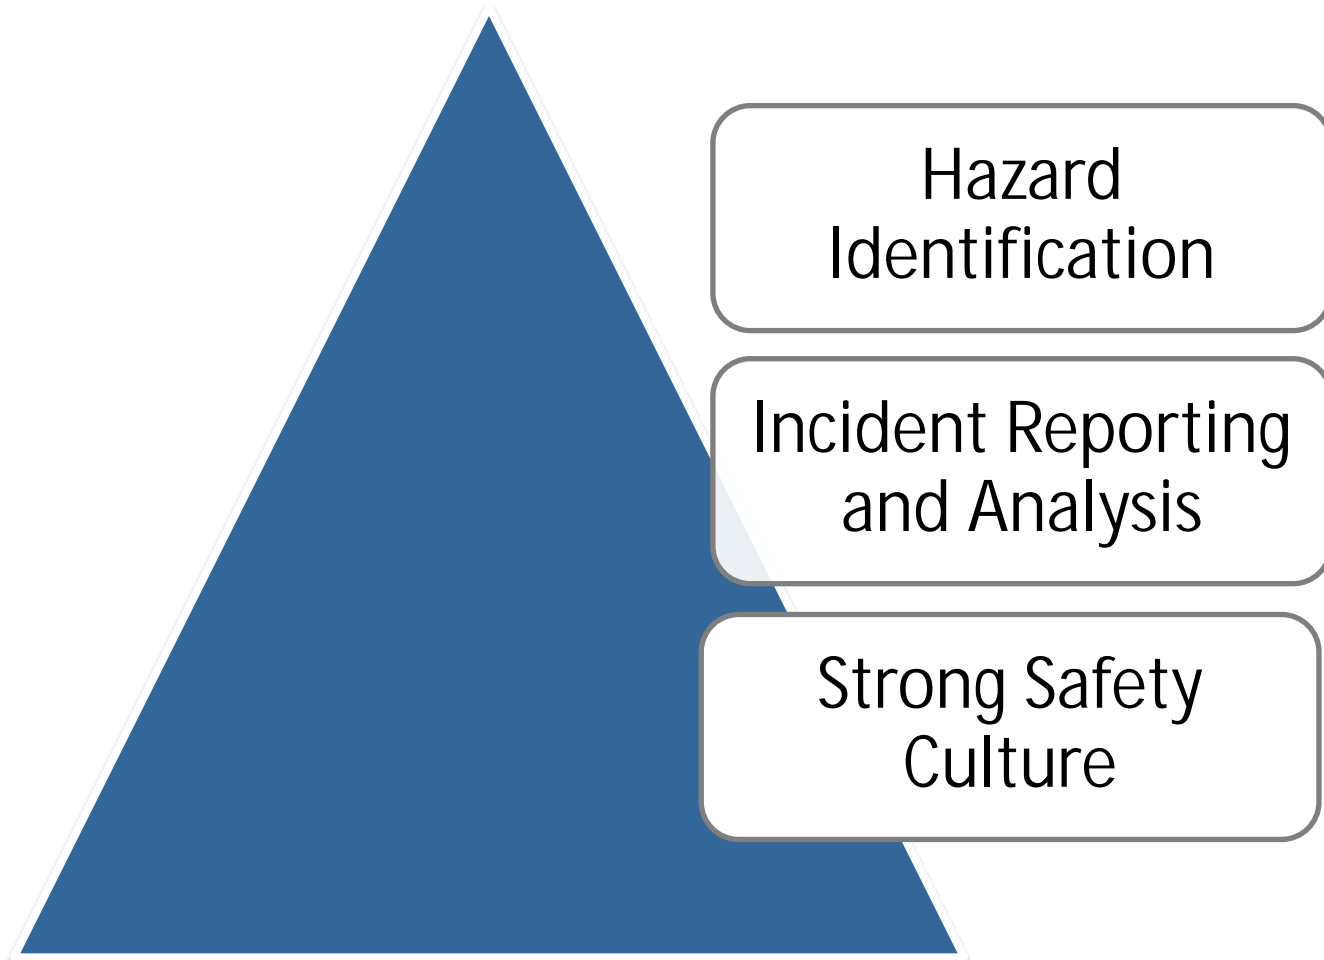 Hazard
Identification
Incident Reporting
and Analysis
Strong Safety
Culture